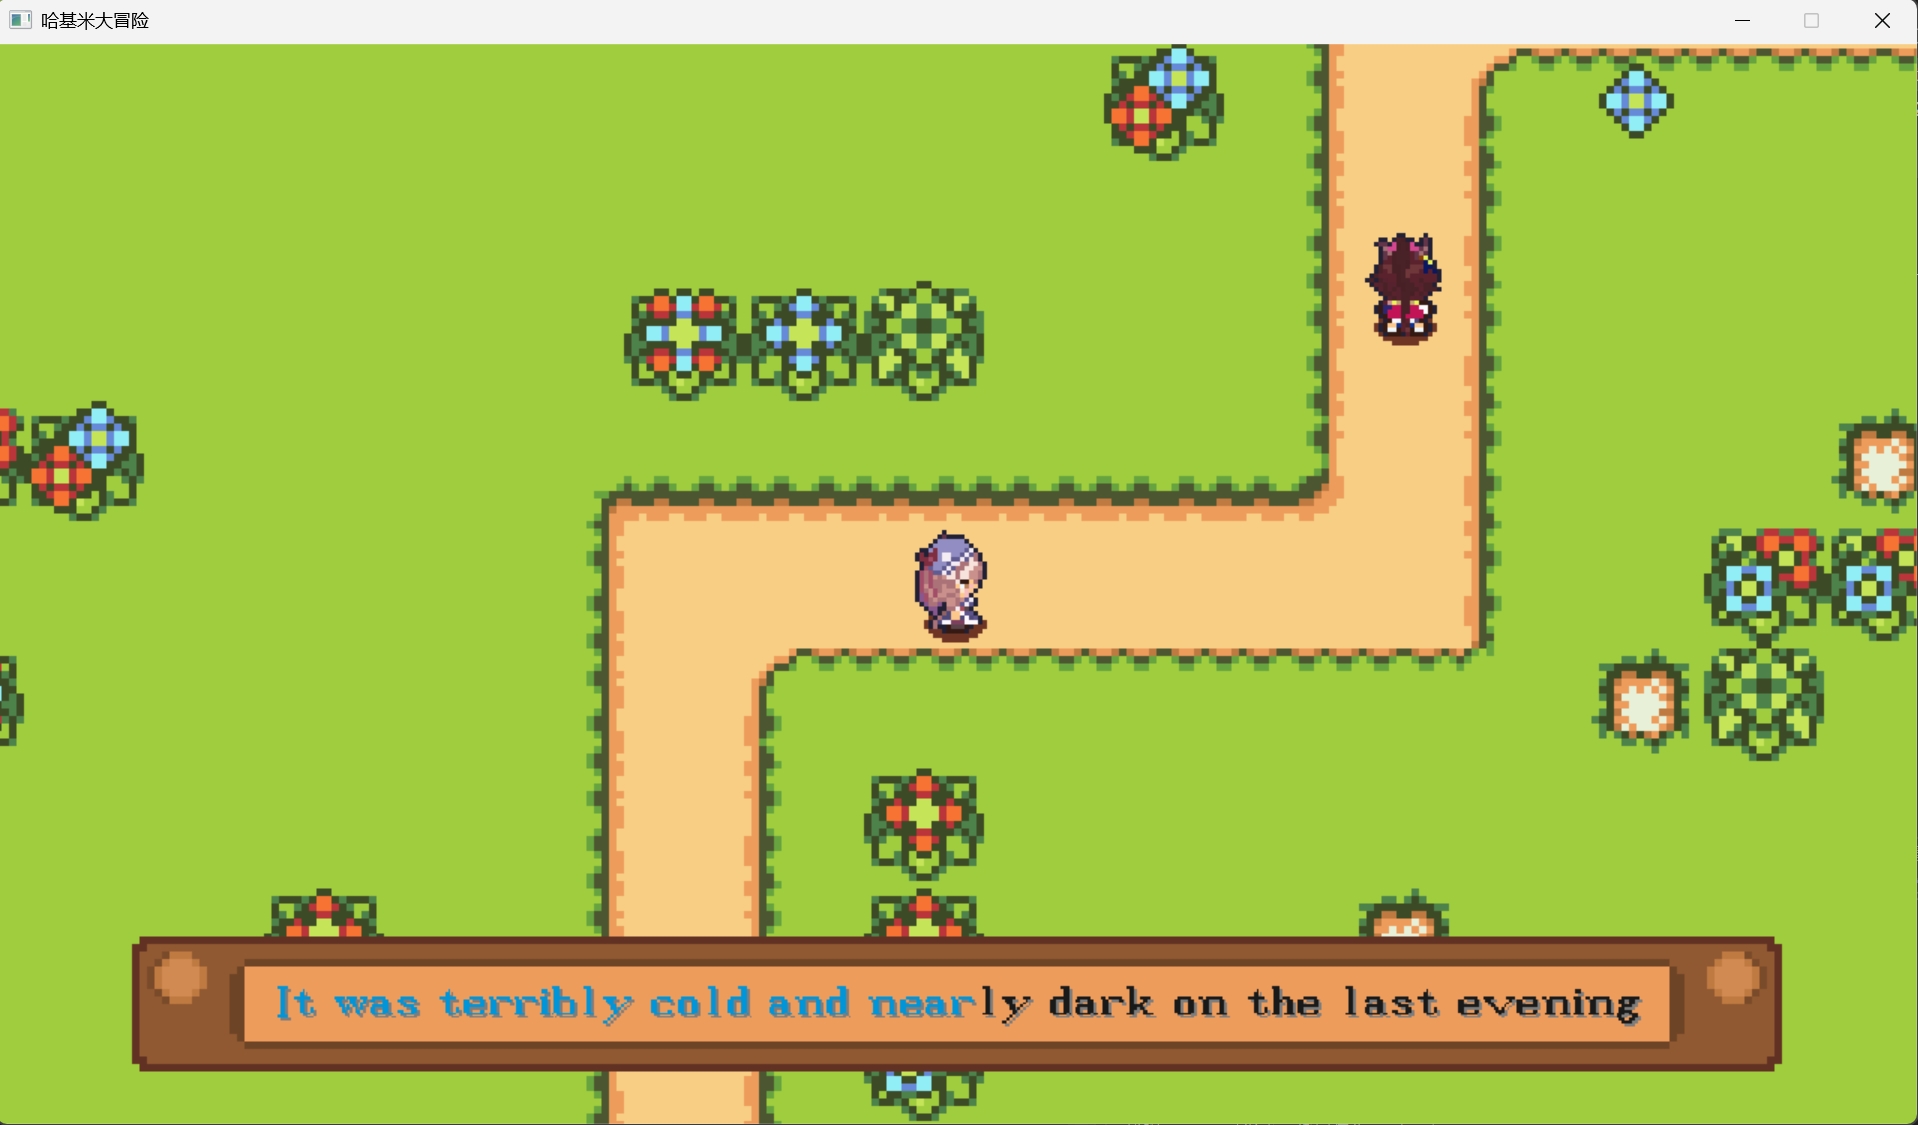 哈基米大冒险
It was terribly cold and nearly dark on the last evening